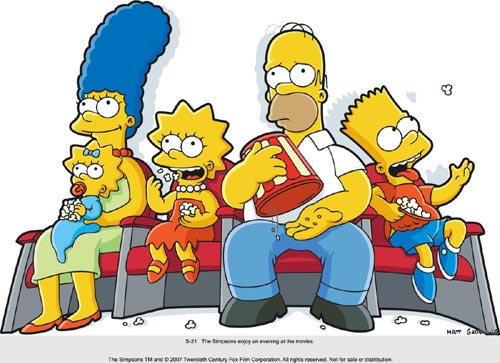 MATT
S-21 The Simpsons enjoy an evening at the movies.
The Simpsons TM and © 2007 Twentieth Century Fox Film Corporation. All rights reserved. Not for sale or distribution.